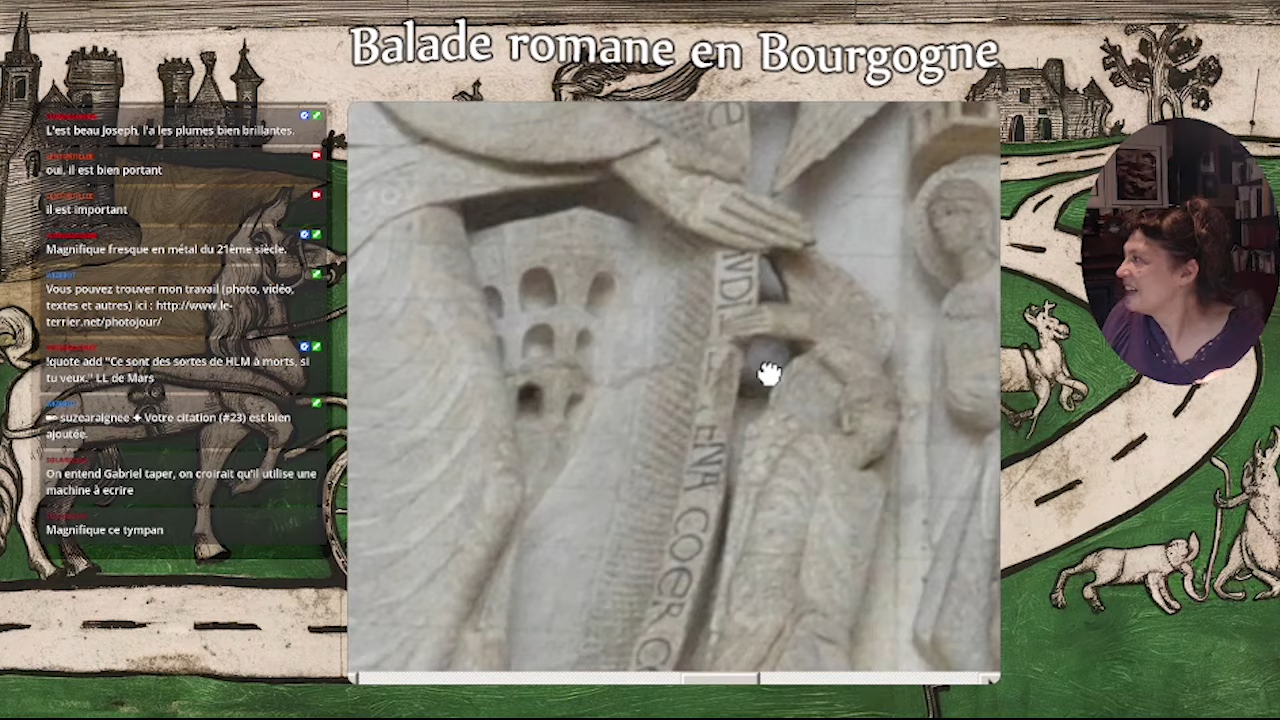 Balade romane en Bourgogne
L'est beau Joseph, l'a les plumes bien brillantes.
oui, il est bien portant
il est important
Magnifique fresque en métal du 21ème siècle.
Vous pouvez trouver mon travail (photo, vidéo,
textes et autres) ici : http://www.le-
terrier.net/photojour/
!quote add "Ce sont des sortes de HLM à morts, si
tu veux." LL de Mars
suzearaignee ✦ Votre citation (#23) est bien
ajoutée.
On entend Gabriel taper, on croirait qu'il utilise une
machine à ecrire
Magnifique ce tympan
COER